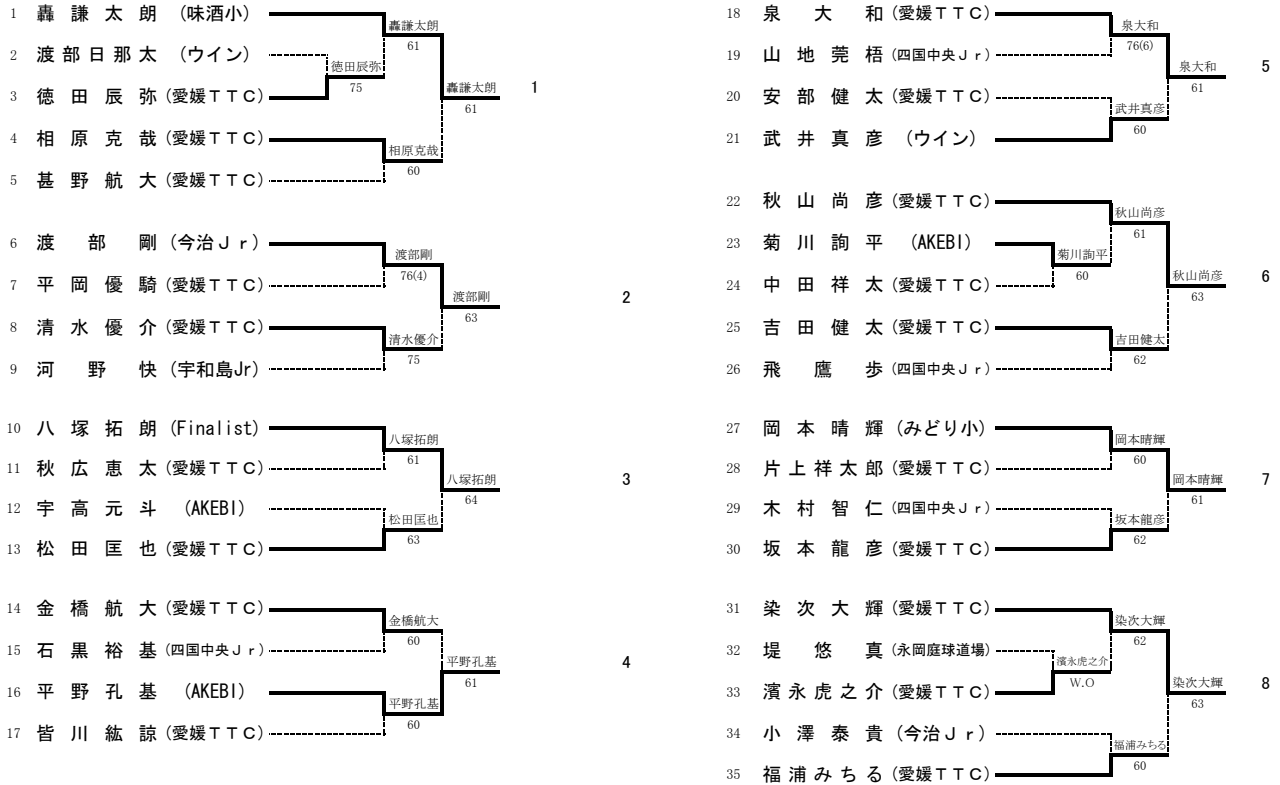 1 轟 謙 太 朗 (味酒小)
轟謙太朗
61
2 渡 部 日 那 太 (ウイン)
徳田辰弥
75
3 徳 田 辰 弥 (愛媛TTC)
轟謙太朗
61
1
4 相 原 克 哉 (愛媛TTC)
相原克哉
60
5 甚 野 航 大 (愛媛TTC)
6 渡 部 剛 (今治Jr)
渡部剛
76(4)
7 平 岡 優 騎 (愛媛TTC)
渡部剛
63
2
8 清 水 優 介 (愛媛TTC)
清水優介
75
9 河 野 快 (宇和島Jr)
10 八 塚 拓 朗 (Finalist)
八塚拓朗
61
11 秋 広 恵 太 (愛媛TTC)
八塚拓朗
64
3
12 宇 高 元 斗 (AKEBI)
松田匡也
63
13 松 田 匡 也 (愛媛TTC)
14 金 橋 航 大 (愛媛TTC)
金橋航大
60
15 石 黒 裕 基 (四国中央Jr)
平野孔基
61
4
16 平 野 孔 基 (AKEBI)
平野孔基
60
17 皆 川 紘 諒 (愛媛TTC)
18 泉 大 和 (愛媛TTC)
泉大和
76(6)
19 山 地 莞 梧 (四国中央Jr)
泉大和
61
5
20 安 部 健 太 (愛媛TTC)
武井真彦
60
21 武 井 真 彦 (ウイン)
22 秋 山 尚 彦 (愛媛TTC)
秋山尚彦
61
23 菊 川 詢 平 (AKEBI)
菊川詢平
60
24 中 田 祥 太 (愛媛TTC)
秋山尚彦
63
6
25 吉 田 健 太 (愛媛TTC)
吉田健太
62
26 飛 鷹 歩 (四国中央Jr)
27 岡 本 晴 輝 (みどり小)
岡本晴輝
60
28 片 上 祥 太 郎 (愛媛TTC)
岡本晴輝
61
7
29 木 村 智 仁 (四国中央Jr)
坂本龍彦
62
30 坂 本 龍 彦 (愛媛TTC)
31 染 次 大 輝 (愛媛TTC)
染次大輝
62
32 堤 悠 真 (永岡庭球道場)
濱永虎之介
W.O
33 濱 永 虎 之 介 (愛媛TTC)
染次大輝
63
8
34 小 澤 泰 貴 (今治Jr)
福浦みちる
60
35 福 浦 み ち る (愛媛TTC)